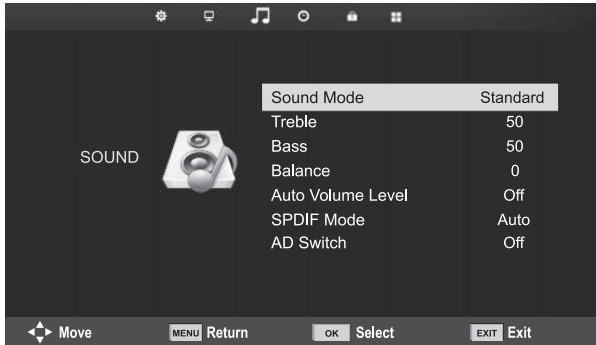 Sound Mode Standard
Treble 50
Bass 50
SOUND
Balance 0
Auto Volume Level Off
SPDIF Mode Auto
AD Switch Off
Move MENU Return OK Select EXIT Exit